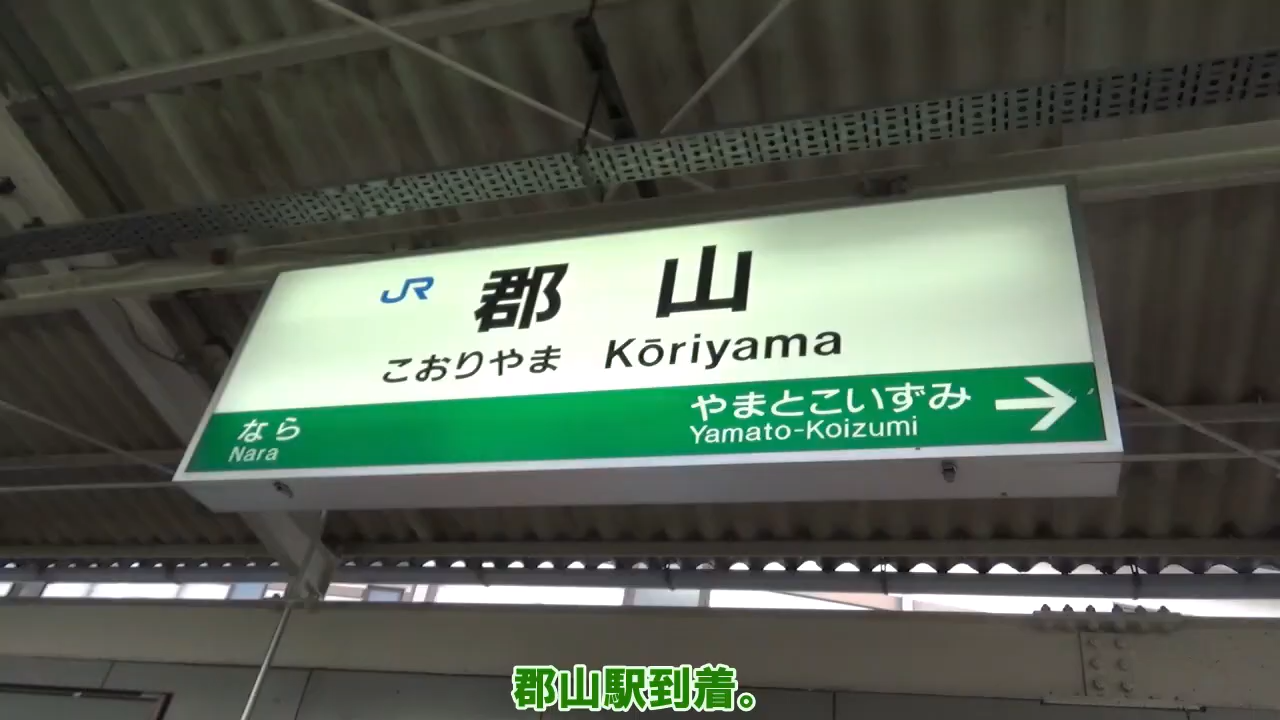 JR 郡山
こおりやま Kōriyama
なら
Nara
やまとこいずみ →
Yamato-Koizumi
郡山駅到着。